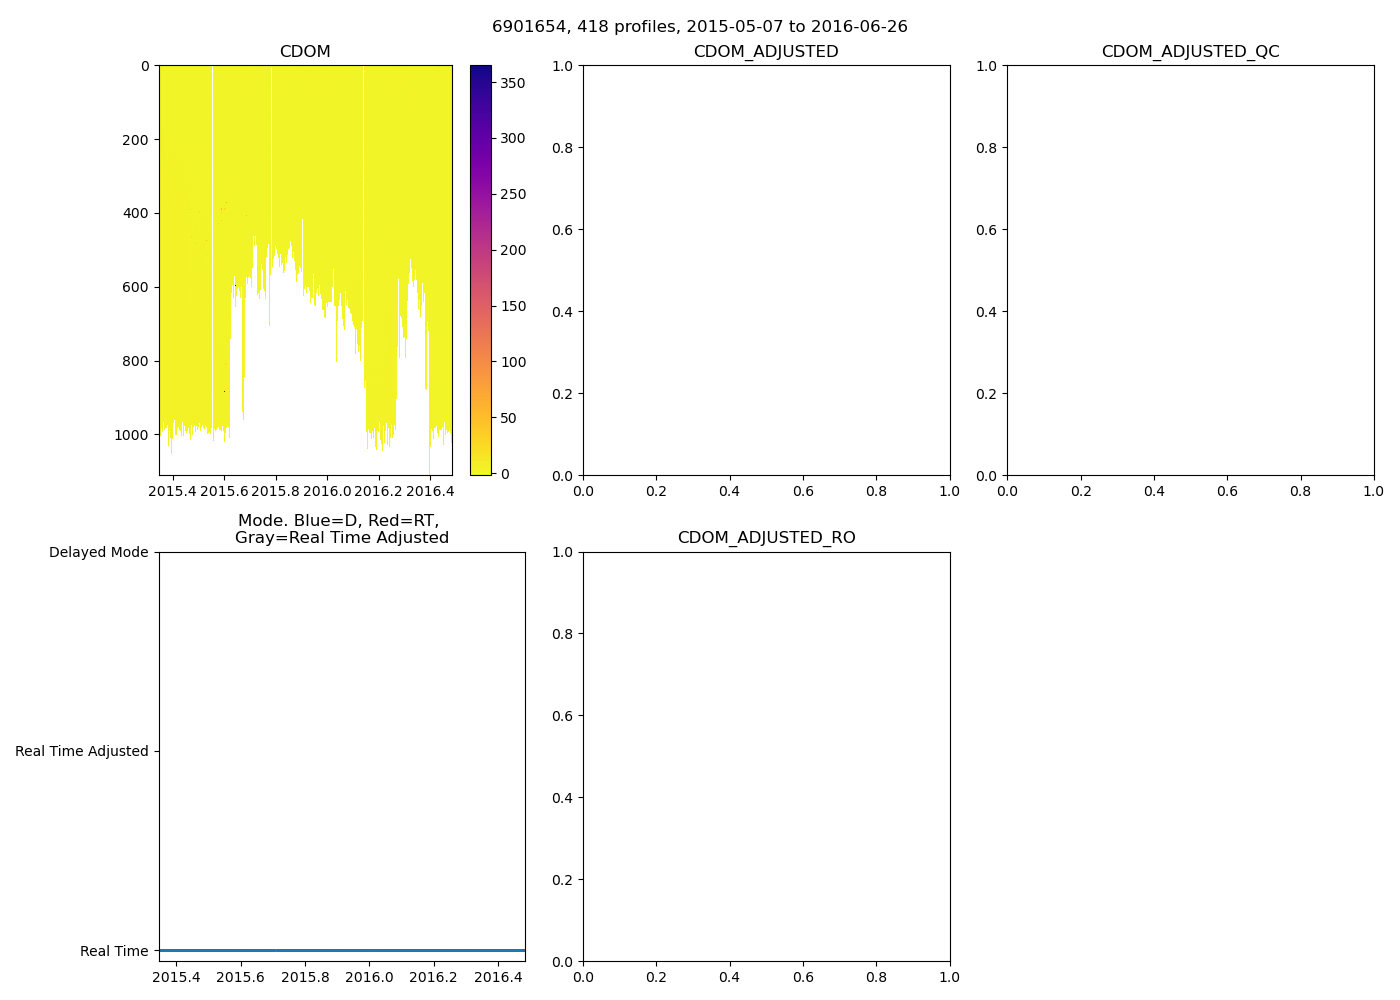 6901654, 418 profiles, 2015-05-07 to 2016-06-26
CDOM
0
200
400
600
800
1000
2015.4 2015.6 2015.8 2016.0 2016.2 2016.4
350
300
250
200
150
100
50
0
CDOM_ADJUSTED
1.0
0.8
0.6
0.4
0.2
0.0
0.0 0.2 0.4 0.6 0.8 1.0
CDOM_ADJUSTED_QC
1.0
0.8
0.6
0.4
0.2
0.0
0.0 0.2 0.4 0.6 0.8 1.0
Mode. Blue=D, Red=RT,
Gray=Real Time Adjusted
Delayed Mode
Real Time Adjusted
Real Time
2015.4 2015.6 2015.8 2016.0 2016.2 2016.4
CDOM_ADJUSTED_RO
1.0
0.8
0.6
0.4
0.2
0.0
0.0 0.2 0.4 0.6 0.8 1.0